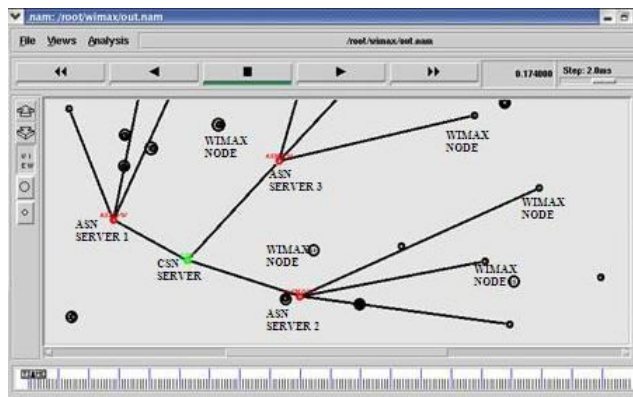 nam: /root/wimax/out.nam
File Views Analysis
/root/wimax/out.nam
0.174000
Step: 2.0ms
WIMAX
NODE
WIMAX
NODE
ASN
SERVER 3
WIMAX
NODE
ASN
SERVER 1
CSN
SERVER
WIMAX
NODE
WIMAX
NODE
ASN
SERVER 2